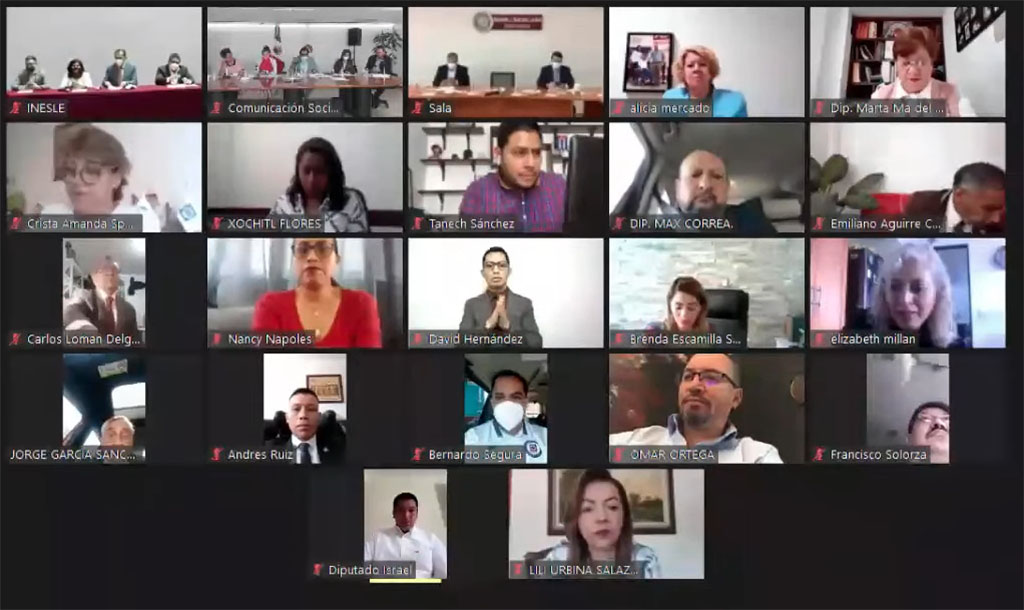 INESLE
Comunicación Soci...
Sala
alicia mercado
Dip. Marta Ma del ...
Crista Amanda Sp...
XOCHITL FLORES
Tanech Sánchez
DIP. MAX CORREA.
Emiliano Aguirre C...
Carlos Loman Delg...
Nancy Napoles
David Hernández
Brenda Escamilla S...
elizabeth millan
JORGE GARCÍA SANC...
Andres Ruiz
Bernardo Segura
OMAR ORTEGA
Francisco Solorza
Diputado Israel
LILI URBINA SALAZ...